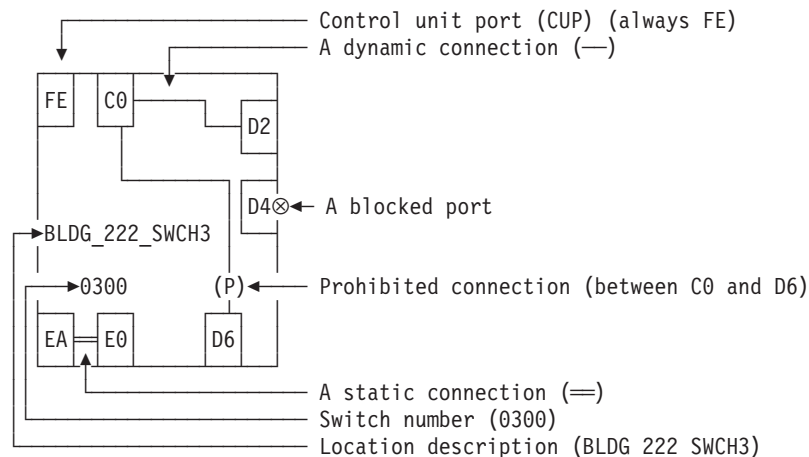 Control unit port (CUP) (always FE)
A dynamic connection (──)
FE C0
D2
D4⊗ A blocked port
BLDG_222_SWCH3
0300 (P) Prohibited connection (between C0 and D6)
EA E0 D6
A static connection (══)
Switch number (0300)
Location description (BLDG 222 SWCH3)